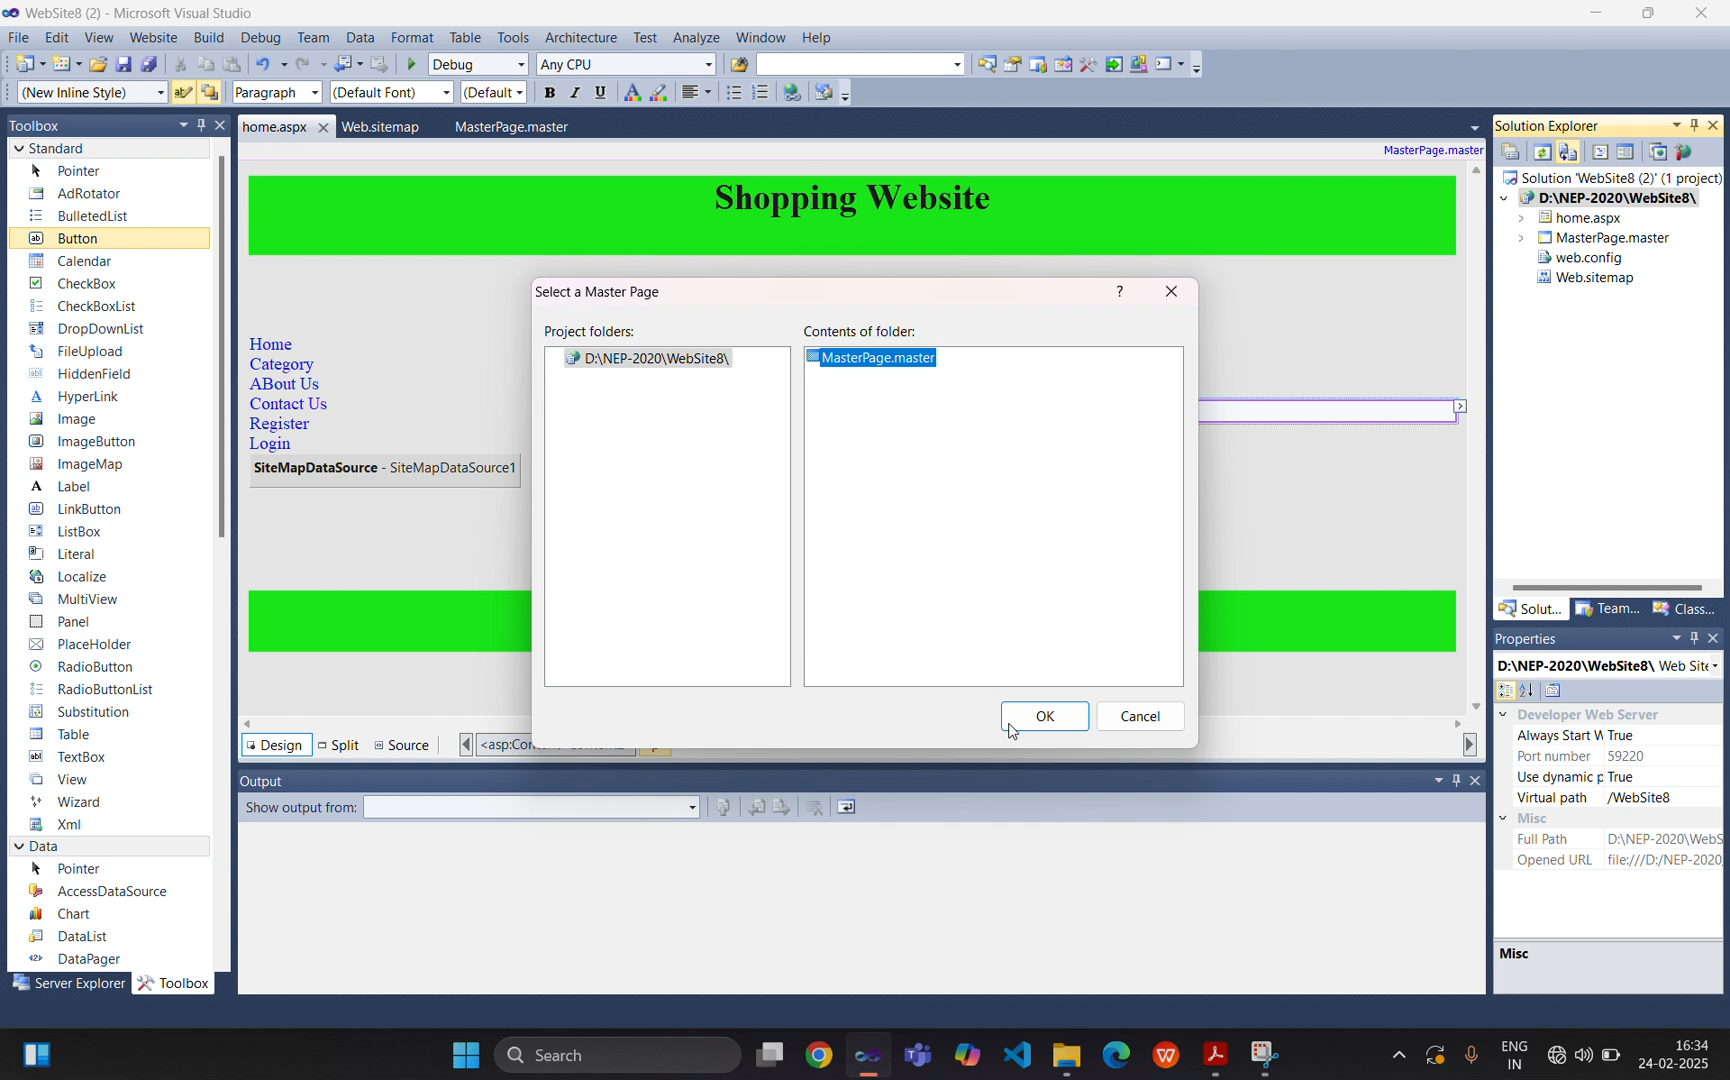 WebSite8 (2) - Microsoft Visual Studio
File Edit View Website Build Debug Team Data Format Table Tools Architecture Test Analyze Window Help
Debug Any CPU
(New Inline Style) Paragraph (Default Font) (Default B I U
Toolbox
Standard
Pointer
AdRotator
BulletedList
Button
Calendar
CheckBox
CheckBoxList
DropDownList
FileUpload
HiddenField
HyperLink
Image
ImageButton
ImageMap
Label
LinkButton
ListBox
Literal
Localize
MultiView
Panel
PlaceHolder
RadioButton
RadioButtonList
Substitution
Table
TextBox
View
Wizard
Xml
Data
Pointer
AccessDataSource
Chart
DataList
DataPager
Server Explorer Toolbox
home.aspx Web.sitemap MasterPage.master
MasterPage.master
Shopping Website
Home
Category
ABout Us
Contact Us
Register
Login
SiteMapDataSource - SiteMapDataSource1
Select a Master Page ?
Project folders: Contents of folder:
D:\NEP-2020\WebSite8\ MasterPage.master
OK Cancel
Design Split Source
Output
Show output from:
Solution Explorer
Solution 'WebSite8 (2)' (1 project)
D:\NEP-2020\WebSite8\
home.aspx
MasterPage.master
web.config
Web.sitemap
Solut... Team... Class...
Properties
D:\NEP-2020\WebSite8\ Web Site
Developer Web Server
Always Start W True
Port number 59220
Use dynamic p True
Virtual path /WebSite8
Misc
Full Path D:\NEP-2020\WebS
Opened URL file:///D:/NEP-2020
Misc
Search
ENG
IN
16:34
24-02-2025